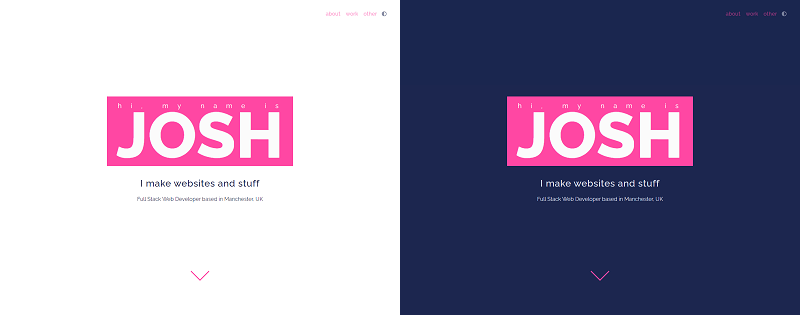 about work other
hi my name is
JOSH
I make websites and stuff
Full Stack Web Developer based in Manchester, UK
about work other
hi my name is
JOSH
I make websites and stuff
Full Stack Web Developer based in Manchester, UK